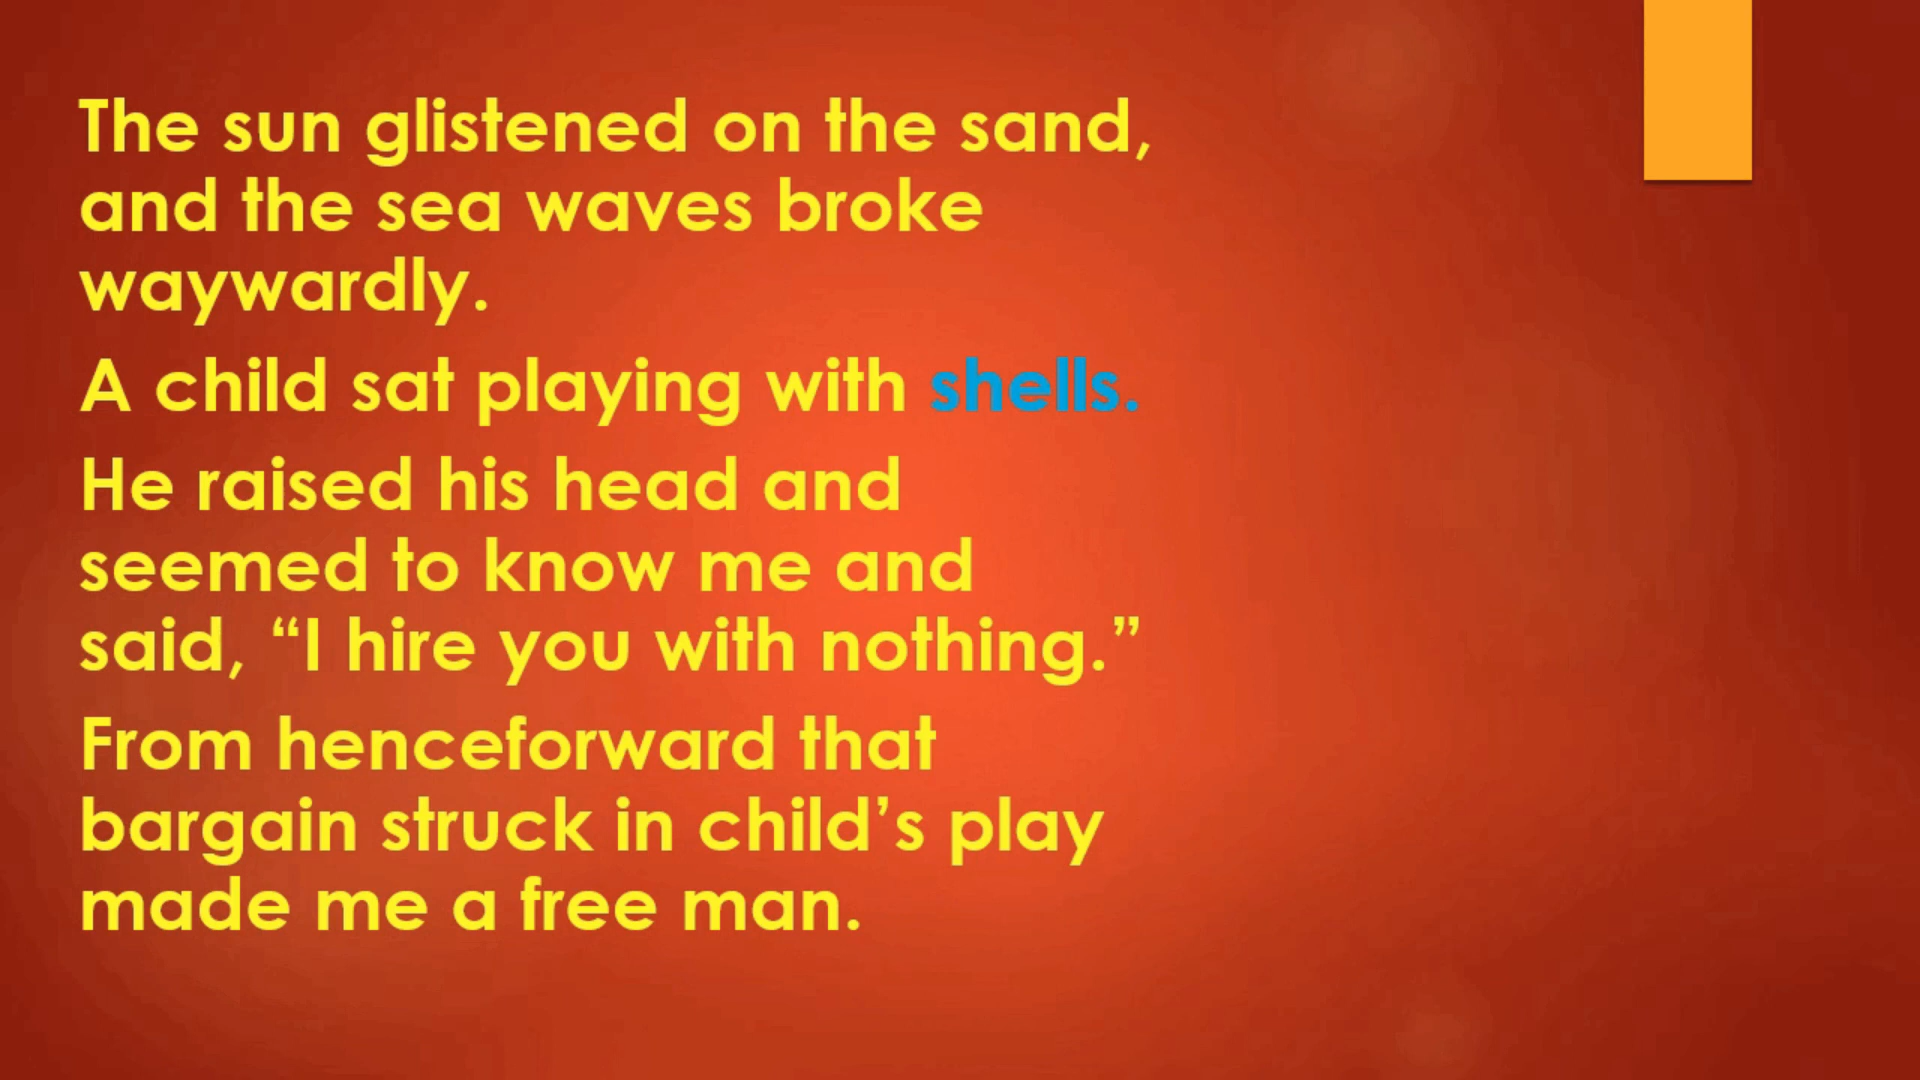 The sun glistened on the sand,
and the sea waves broke
waywardly.
A child sat playing with shells.
He raised his head and
seemed to know me and
said, “I hire you with nothing.”
From henceforward that
bargain struck in child’s play
made me a free man.